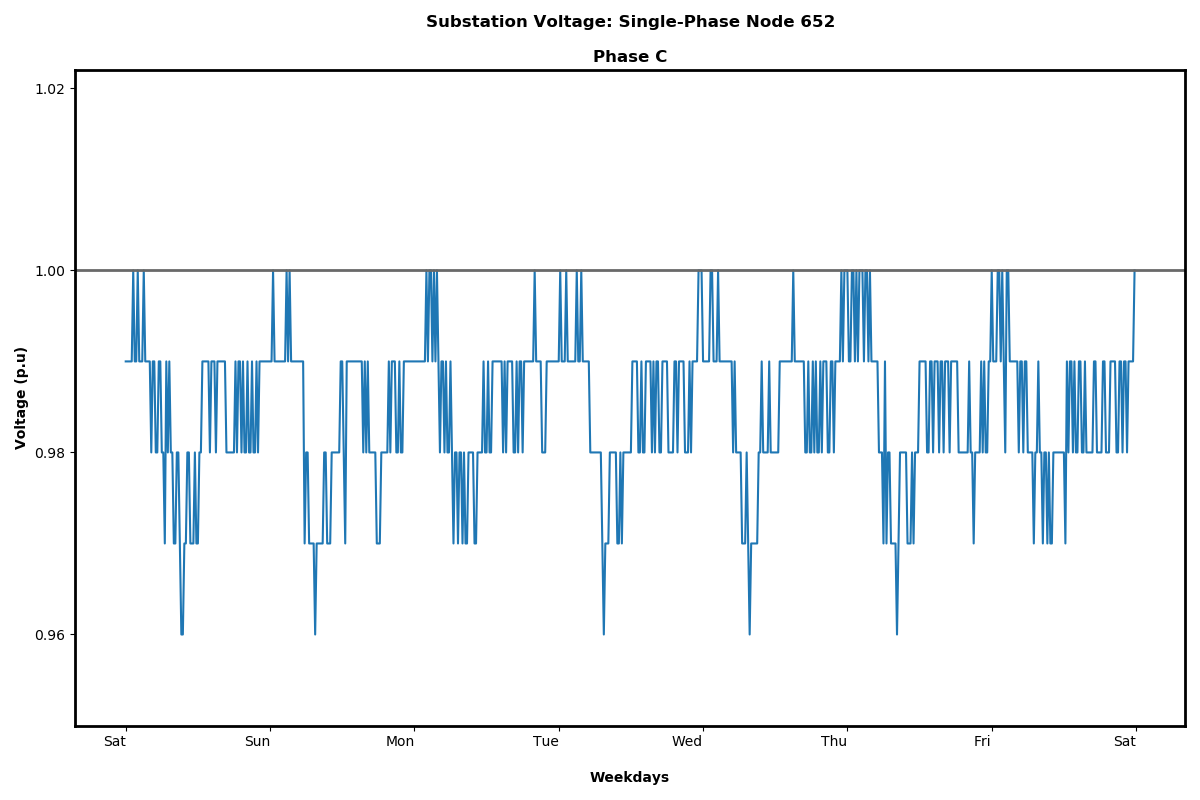 Substation Voltage: Single-Phase Node 652
Phase C
1.02
1.00
0.98
0.96
Voltage (p.u)
Sat Sun Mon Tue Wed Thu Fri Sat
Weekdays